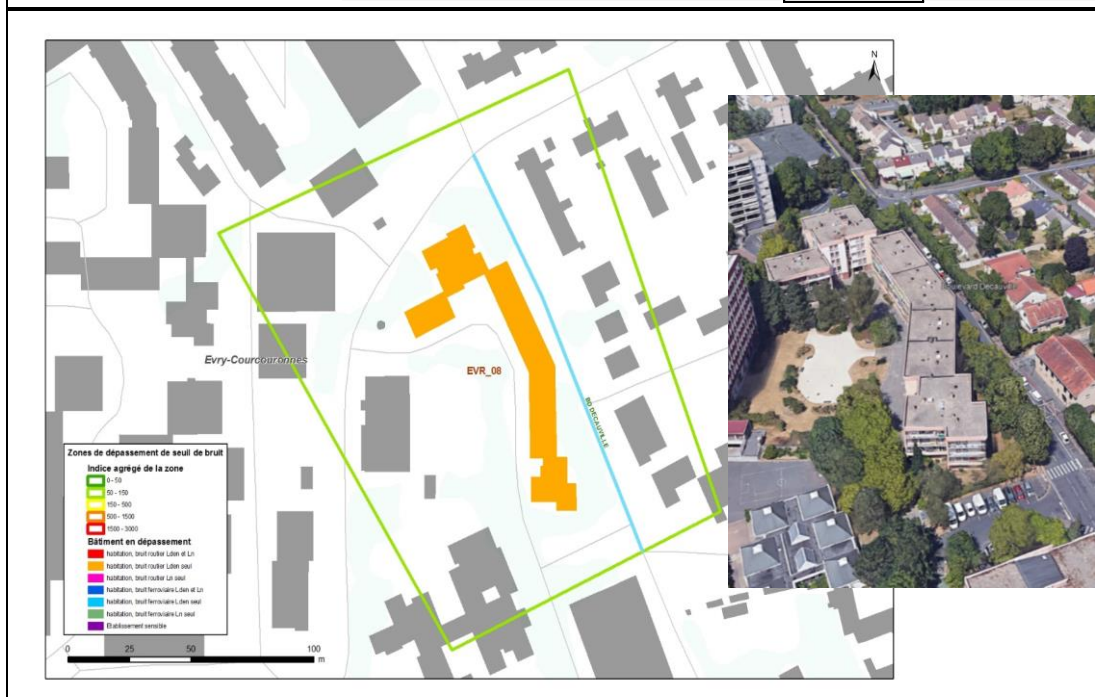 N
Evry-Courcouronnes
EVR_08
BD DECAUVILLE
Boulevard Decauville
Zones de dépassement de seuil de bruit
Indice agrégé de la zone
0 - 50
50 - 150
150 - 500
500 - 1500
1500 - 3000
Bâtiment en dépassement
habitation, bruit routier Lden et Ln
habitation, bruit routier Lden seul
habitation, bruit routier Ln seul
habitation, bruit ferroviaire Lden et Ln
habitation, bruit ferroviaire Lden seul
habitation, bruit ferroviaire Ln seul
Etablissement sensible
0 25 50 100
m